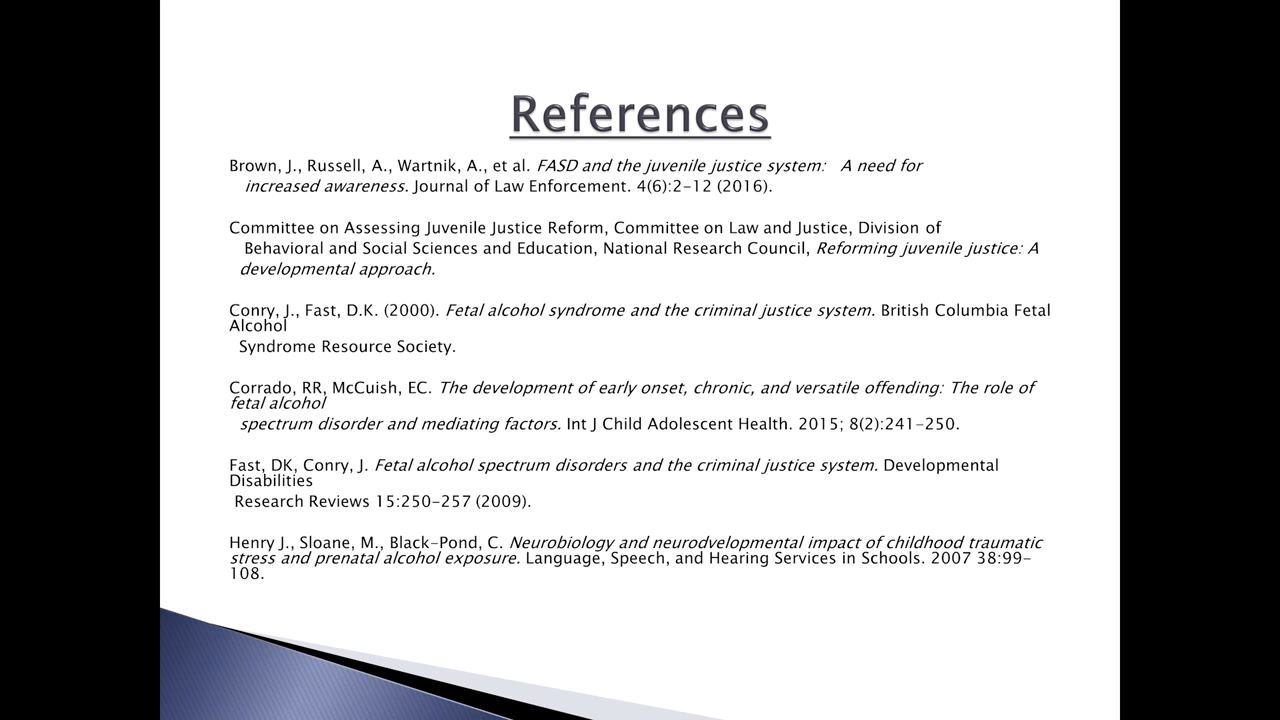 References
Brown, J., Russell, A., Wartnik, A., et al. FASD and the juvenile justice system: A need for
increased awareness. Journal of Law Enforcement. 4(6):2-12 (2016).
Committee on Assessing Juvenile Justice Reform, Committee on Law and Justice, Division of
Behavioral and Social Sciences and Education, National Research Council, Reforming juvenile justice: A
developmental approach.
Conry, J., Fast, D.K. (2000). Fetal alcohol syndrome and the criminal justice system. British Columbia Fetal
Alcohol
Syndrome Resource Society.
Corrado, RR, McCuish, EC. The development of early onset, chronic, and versatile offending: The role of
fetal alcohol
spectrum disorder and mediating factors. Int J Child Adolescent Health. 2015; 8(2):241-250.
Fast, DK, Conry, J. Fetal alcohol spectrum disorders and the criminal justice system. Developmental
Disabilities
Research Reviews 15:250-257 (2009).
Henry J., Sloane, M., Black-Pond, C. Neurobiology and neurodvelopmental impact of childhood traumatic
stress and prenatal alcohol exposure. Language, Speech, and Hearing Services in Schools. 2007 38:99-
108.